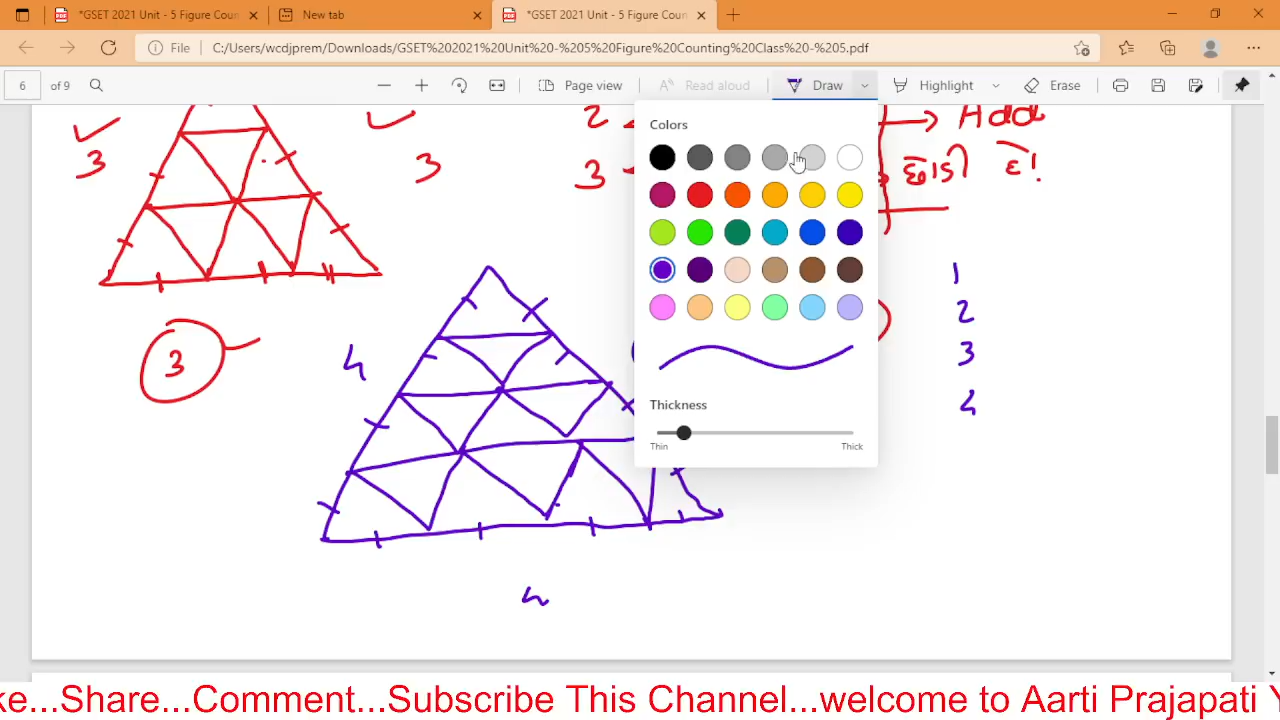 *GSET 2021 Unit - 5 Figure Coun
New tab
*GSET 2021 Unit - 5 Figure Coun
File
C:/Users/wcdjprem/Downloads/GSET%202021%20Unit%20-%205%20Figure%20Counting%20Class%20-%205.pdf
6
of 9
Page view
Read aloud
Draw
Highlight
Erase
Colors
Thickness
Thin
Thick
3
3
2
3
Add
3
4
4
1
2
3
4
ke...Share...Comment...Subscribe This Channel...welcome to Aarti Prajapati Y